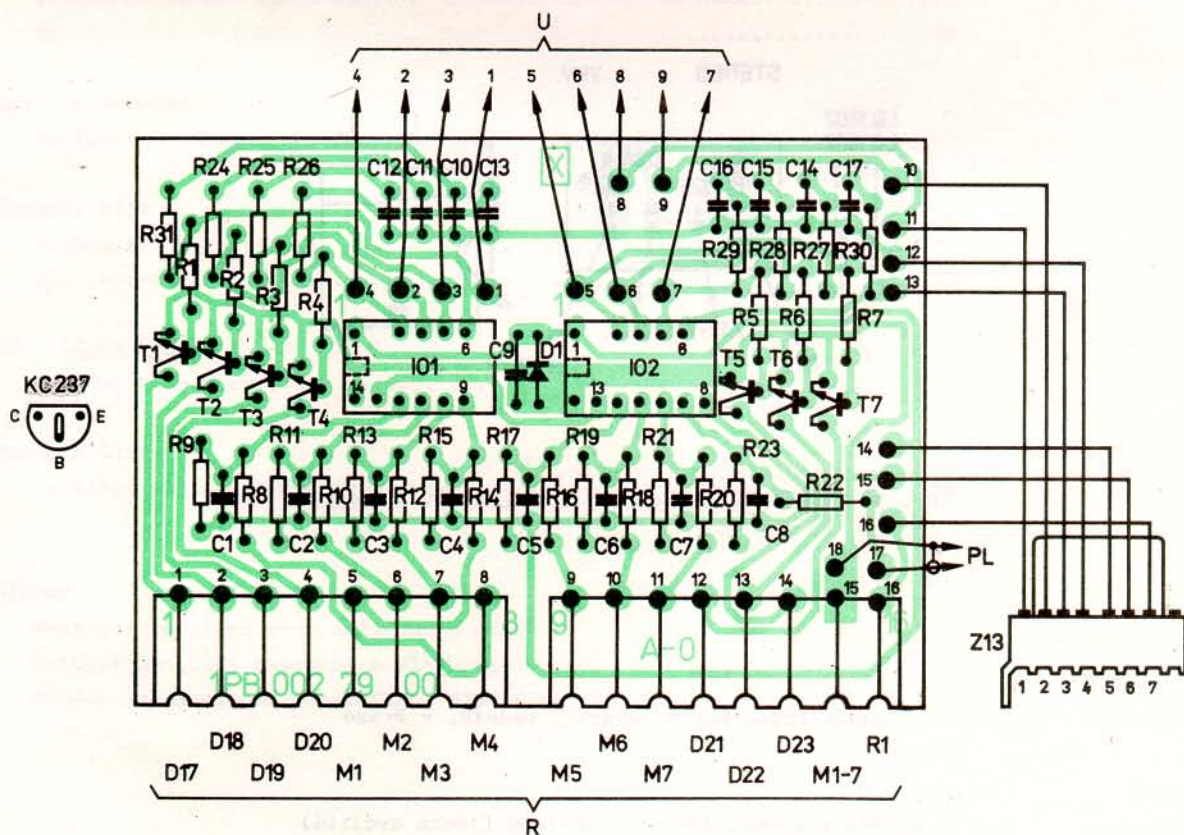 U
4 2 3 1 5 6 8 9 7
X
R24 R25 R26 C12 C11 C10 C13
C16 C15 C14 C17 10
8 9
11
R31 R1 R2 R3 R4
R29 R28 R27 R30 12
13
1 4 2 3 1 1 5 6 7
R5 R6 R7
1 6 1 6
T1 IO1 C9 D1 IO2 T5 T6
14 9 13 8
KC237
C E
B
T2 T3 T4 T7
R9 R11 R13 R15 R17 R19 R21 R23
14
15
R8 R10 R12 R14 R16 R18 R20 R22
16
C1 C2 C3 C4 C5 C6 C7 C8
18 17 PL
1 2 3 4 5 6 7 8 9 10 11 12 13 14 15 16
1 8 9 16
A-0
Z13
1PB 002 79 00
1 2 3 4 5 6 7
D18 D20 M2 M4 M6 D21 D23 R1
D17 D19 M1 M3 M5 M7 D22 M1-7
R